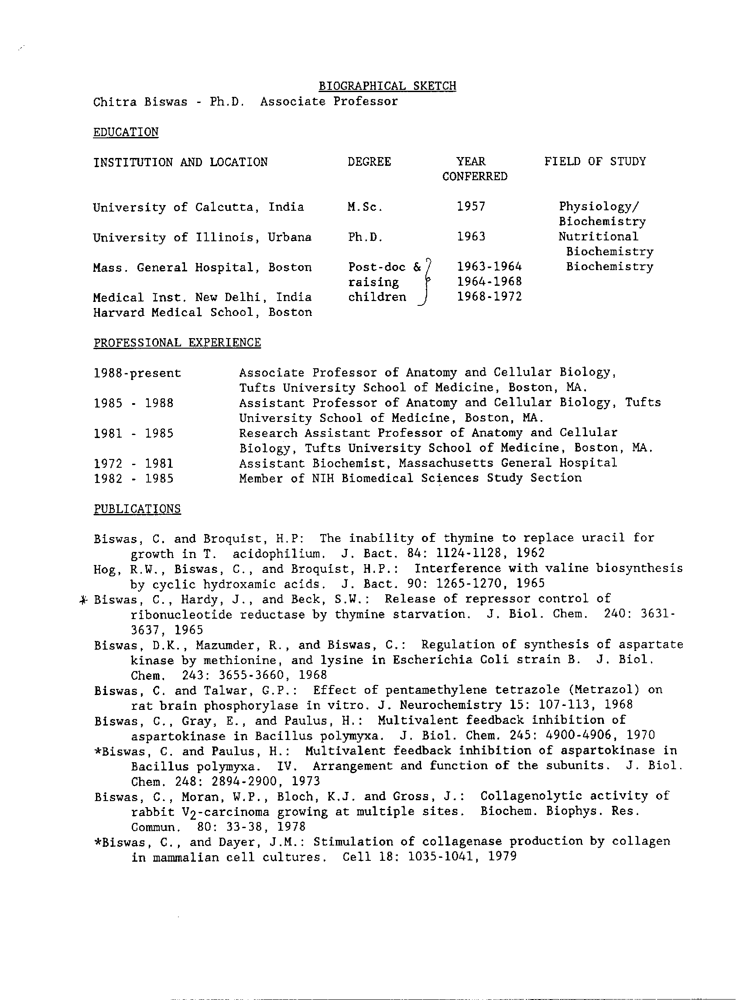 BIOGRAPHICAL SKETCH
Chitra Biswas - Ph.D. Associate Professor
EDUCATION
INSTITUTION AND LOCATION DEGREE YEAR FIELD OF STUDY
CONFERRED
University of Calcutta, India M.Sc. 1957 Physiology/
Biochemistry
University of Illinois, Urbana Ph.D. 1963 Nutritional
Biochemistry
Mass. General Hospital, Boston Post-doc & 1963-1964 Biochemistry
raising 1964-1968
Medical Inst. New Delhi, India children 1968-1972
Harvard Medical School, Boston
PROFESSIONAL EXPERIENCE
1988-present Associate Professor of Anatomy and Cellular Biology,
Tufts University School of Medicine, Boston, MA.
1985 - 1988 Assistant Professor of Anatomy and Cellular Biology, Tufts
University School of Medicine, Boston, MA.
1981 - 1985 Research Assistant Professor of Anatomy and Cellular
Biology, Tufts University School of Medicine, Boston, MA.
1972 - 1981 Assistant Biochemist, Massachusetts General Hospital
1982 - 1985 Member of NIH Biomedical Sciences Study Section
PUBLICATIONS
Biswas, C. and Broquist, H.P: The inability of thymine to replace uracil for
growth in T. acidophilium. J. Bact. 84: 1124-1128, 1962
Hog, R.W., Biswas, C., and Broquist, H.P.: Interference with valine biosynthesis
by cyclic hydroxamic acids. J. Bact. 90: 1265-1270, 1965
* Biswas, C., Hardy, J., and Beck, S.W.: Release of repressor control of
ribonucleotide reductase by thymine starvation. J. Biol. Chem. 240: 3631-
3637, 1965
Biswas, D.K., Mazumder, R., and Biswas, C.: Regulation of synthesis of aspartate
kinase by methionine, and lysine in Escherichia Coli strain B. J. Biol.
Chem. 243: 3655-3660, 1968
Biswas, C. and Talwar, G.P.: Effect of pentamethylene tetrazole (Metrazol) on
rat brain phosphorylase in vitro. J. Neurochemistry 15: 107-113, 1968
Biswas, C., Gray, E., and Paulus, H.: Multivalent feedback inhibition of
aspartokinase in Bacillus polymyxa. J. Biol. Chem. 245: 4900-4906, 1970
*Biswas, C. and Paulus, H.: Multivalent feedback inhibition of aspartokinase in
Bacillus polymyxa. IV. Arrangement and function of the subunits. J. Biol.
Chem. 248: 2894-2900, 1973
Biswas, C., Moran, W.P., Bloch, K.J. and Gross, J.: Collagenolytic activity of
rabbit V2-carcinoma growing at multiple sites. Biochem. Biophys. Res.
Commun. 80: 33-38, 1978
*Biswas, C., and Dayer, J.M.: Stimulation of collagenase production by collagen
in mammalian cell cultures. Cell 18: 1035-1041, 1979